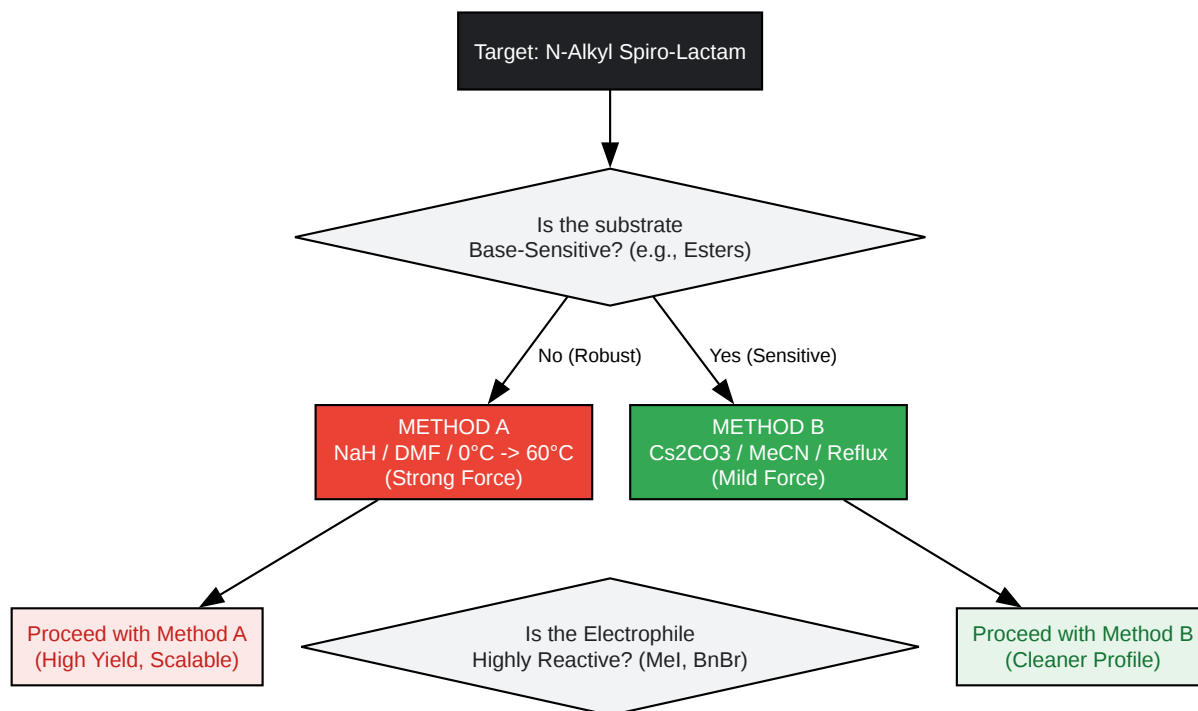 Target: N-Alkyl Spiro-Lactam
Is the substrate
Base-Sensitive? (e.g., Esters)
No (Robust)
Yes (Sensitive)
METHOD A
NaH / DMF / 0°C -> 60°C
(Strong Force)
METHOD B
Cs2CO3 / MeCN / Reflux
(Mild Force)
Proceed with Method A
(High Yield, Scalable)
Is the Electrophile
Highly Reactive? (MeI, BnBr)
Proceed with Method B
(Cleaner Profile)